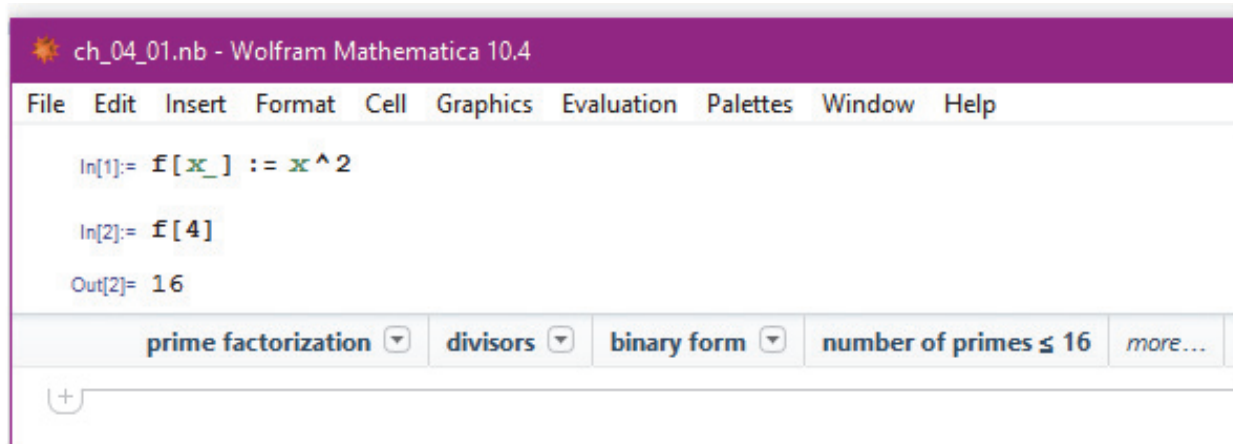 ch_04_01.nb - Wolfram Mathematica 10.4
File Edit Insert Format Cell Graphics Evaluation Palettes Window Help
In[1]:= f[x_] := x^2
In[2]:= f[4]
Out[2]= 16
prime factorization divisors binary form number of primes ≤ 16 more...